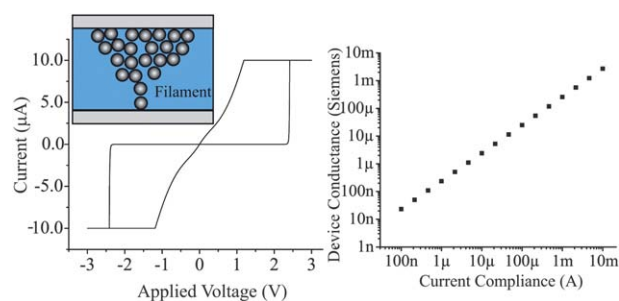 Filament
10.0
5.0
0.0
-5.0
-10.0
Current (µA)
-3
-2
-1
0
1
2
3
Applied Voltage (V)
10m
1m
100µ
10µ
1µ
100n
10n
1n
Device Conductance (Siemens)
100n
1µ
10µ
100µ
1m
10m
Current Compliance (A)